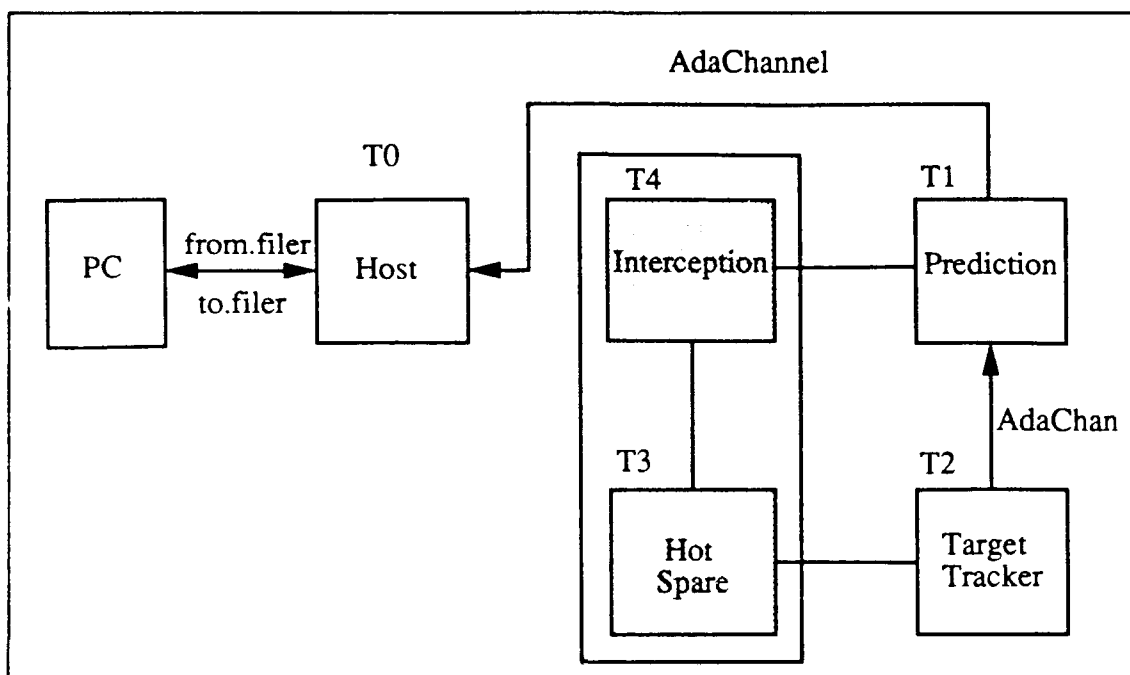 AdaChannel
T0
T4
T1
PC
from.filer
to.filer
Host
Interception
Prediction
AdaChan
T3
T2
Hot
Spare
Target
Tracker